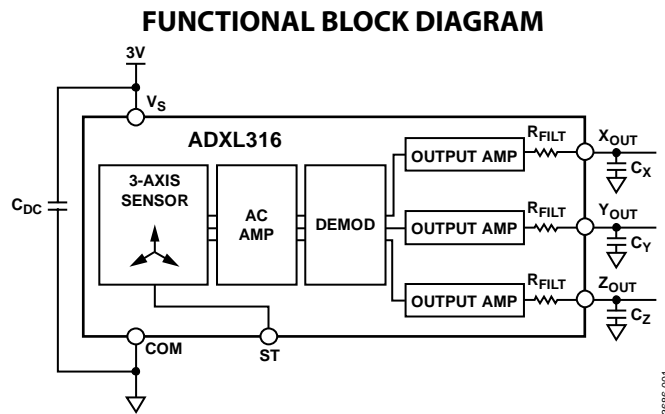 FUNCTIONAL BLOCK DIAGRAM
3V
VS
ADXL316
3-AXIS
SENSOR
AC
AMP
DEMOD
OUTPUT AMP
RFILT
XOUT
CX
OUTPUT AMP
RFILT
YOUT
CY
OUTPUT AMP
RFILT
ZOUT
CZ
CDC
COM
ST